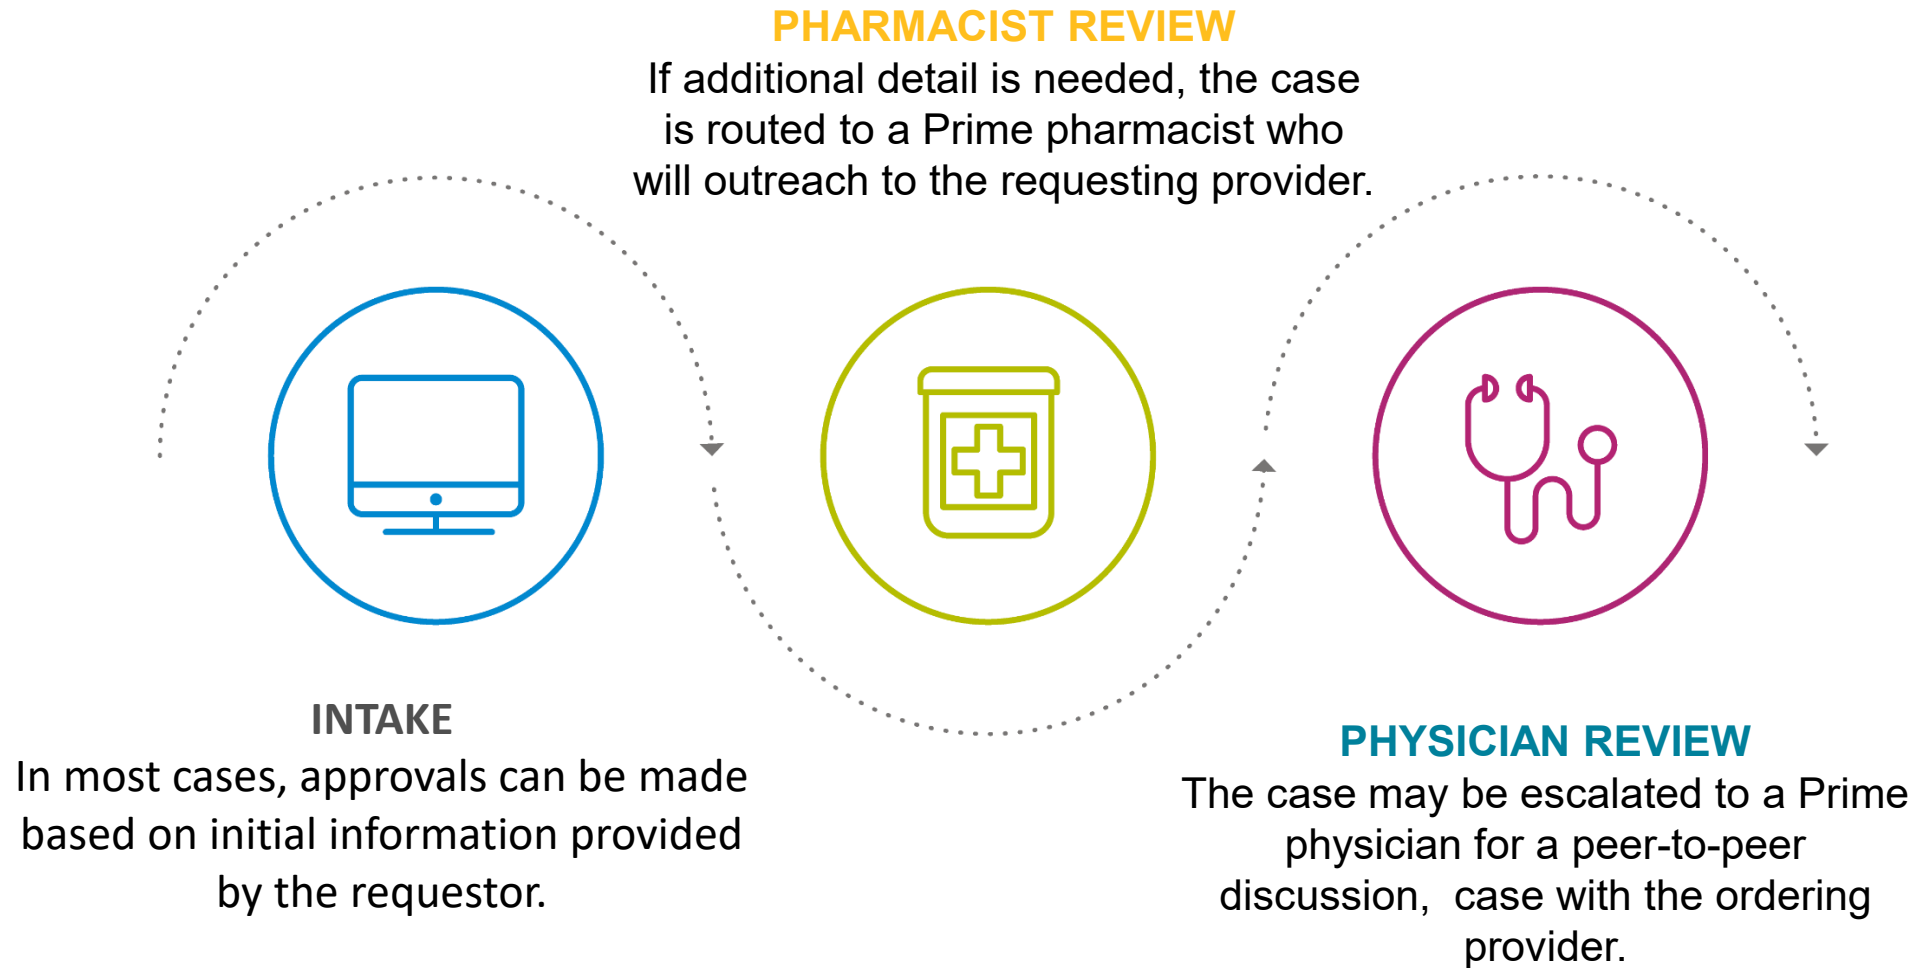 PHARMACIST REVIEW
If additional detail is needed, the case
is routed to a Prime pharmacist who
will outreach to the requesting provider.
INTAKE
In most cases, approvals can be made
based on initial information provided
by the requestor.
PHYSICIAN REVIEW
The case may be escalated to a Prime
physician for a peer-to-peer
discussion,  case with the ordering
provider.